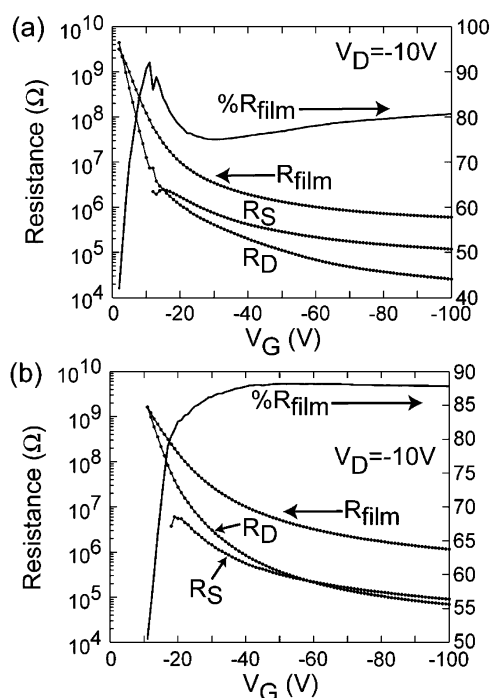 (a)
10^10
10^9
10^8
10^7
10^6
10^5
10^4
Resistance (Ω)
100
90
80
70
60
50
40
V_D=-10V
%R_film
R_film
R_S
R_D
0 -20 -40 -60 -80 -100
V_G (V)
(b)
10^10
10^9
10^8
10^7
10^6
10^5
10^4
Resistance (Ω)
90
85
80
75
70
65
60
55
50
%R_film
V_D=-10V
R_film
R_D
R_S
0 -20 -40 -60 -80 -100
V_G (V)